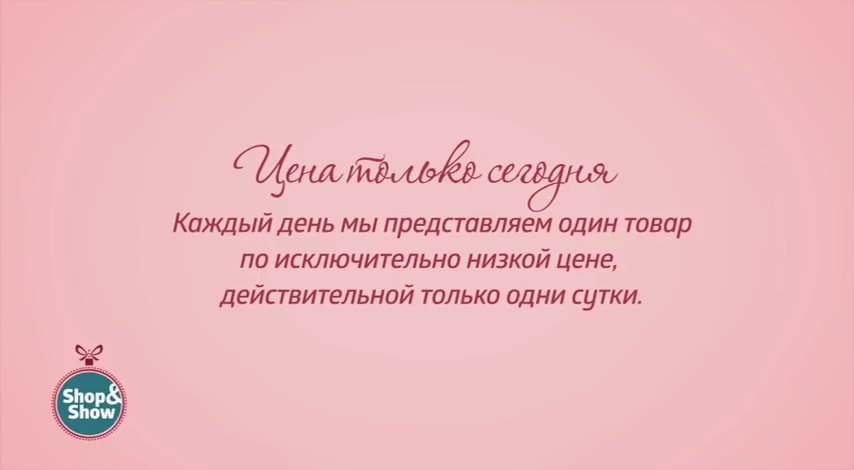 Цена только сегодня
Каждый день мы представляем один товар
по исключительно низкой цене,
действительной только одни сутки.
Shop&
Show